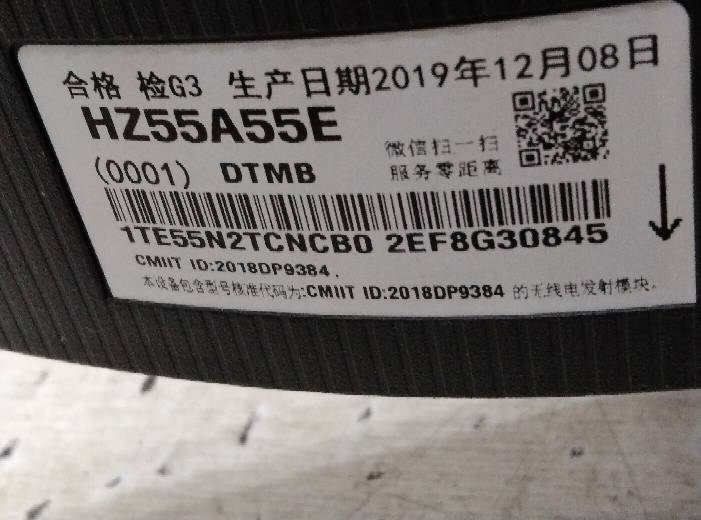 合格 检G3 生产日期2019年12月08日
HZ55A55E
微信扫一扫
(0001) DTMB
服务零距离
1TE55N2TCNCB0 2EF8G30845
CMIIT ID:2018DP9384.
本设备包含型号核准代码为:CMIIT ID:2018DP9384 的无线电发射模块。